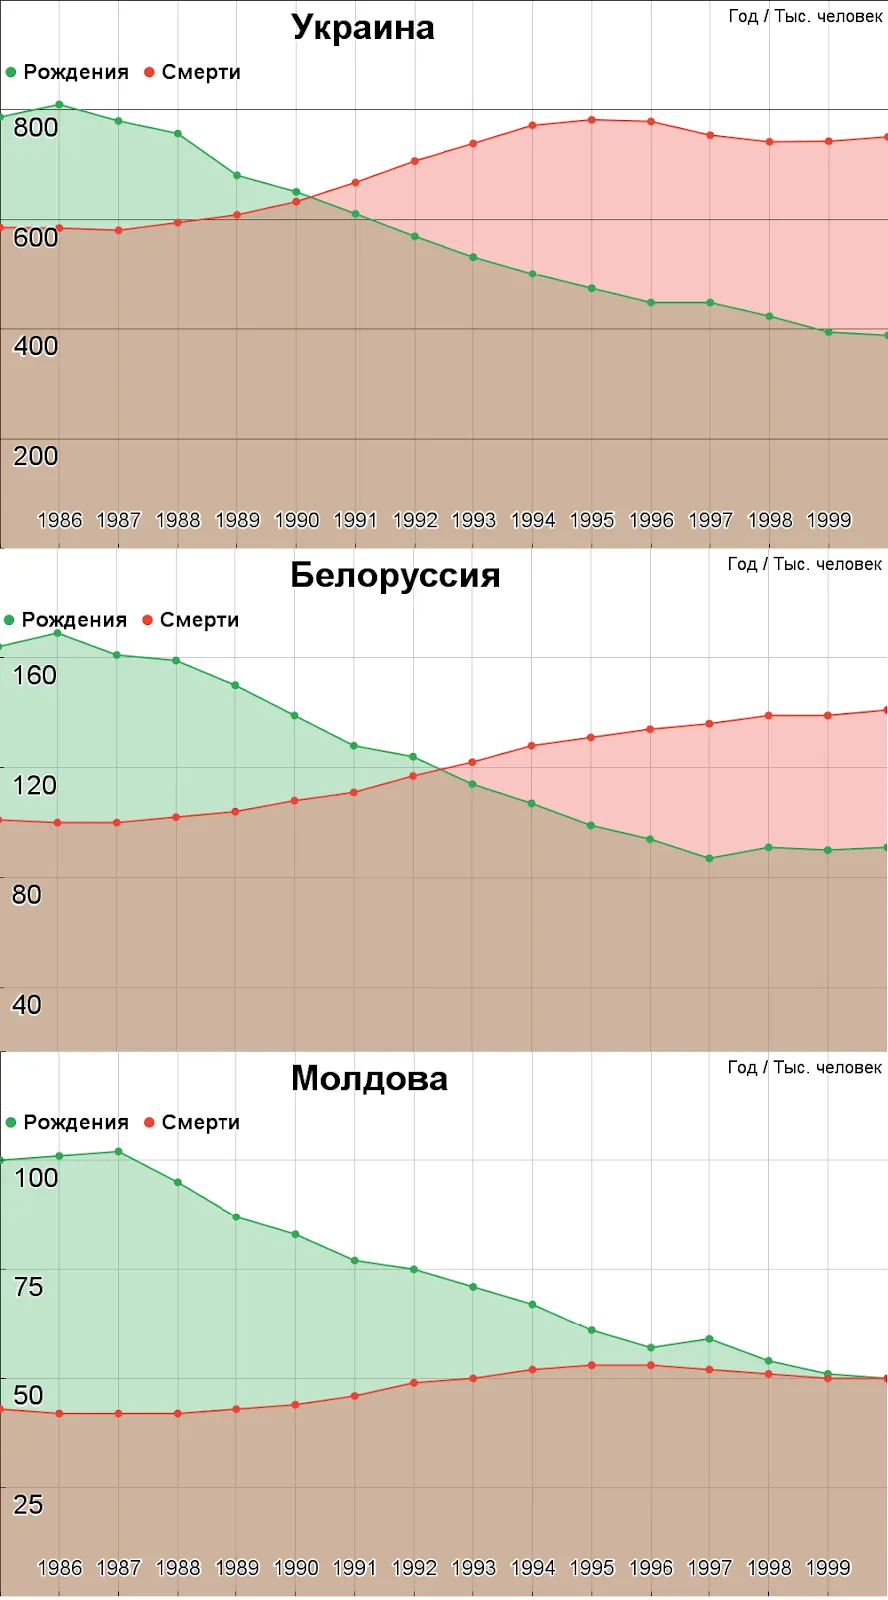 Украина
Год / Тыс. человек
Рождения Смерти
800
600
400
200
1986 1987 1988 1989 1990 1991 1992 1993 1994 1995 1996 1997 1998 1999
Белоруссия
Год / Тыс. человек
Рождения Смерти
160
120
80
40
Молдова
Год / Тыс. человек
Рождения Смерти
100
75
50
25
1986 1987 1988 1989 1990 1991 1992 1993 1994 1995 1996 1997 1998 1999